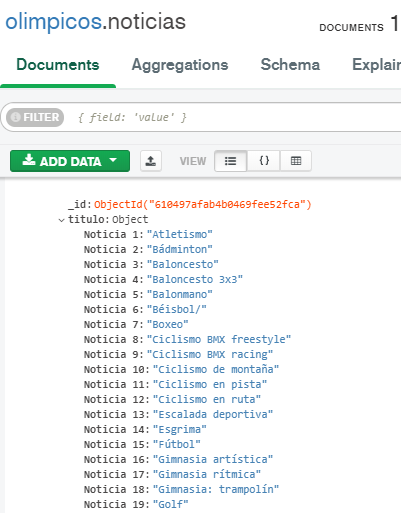 olimpicos.noticias
DOCUMENTS 1
Documents Aggregations Schema Explain
FILTER { field: 'value' }
ADD DATA VIEW { }
_id: ObjectId("610497afab4b0469fee52fca")
titulo: Object
Noticia 1: "Atletismo"
Noticia 2: "Bádminton"
Noticia 3: "Baloncesto"
Noticia 4: "Baloncesto 3x3"
Noticia 5: "Balonmano"
Noticia 6: "Béisbol/"
Noticia 7: "Boxeo"
Noticia 8: "Ciclismo BMX freestyle"
Noticia 9: "Ciclismo BMX racing"
Noticia 10: "Ciclismo de montaña"
Noticia 11: "Ciclismo en pista"
Noticia 12: "Ciclismo en ruta"
Noticia 13: "Escalada deportiva"
Noticia 14: "Esgrima"
Noticia 15: "Fútbol"
Noticia 16: "Gimnasia artística"
Noticia 17: "Gimnasia rítmica"
Noticia 18: "Gimnasia: trampolín"
Noticia 19: "Golf"